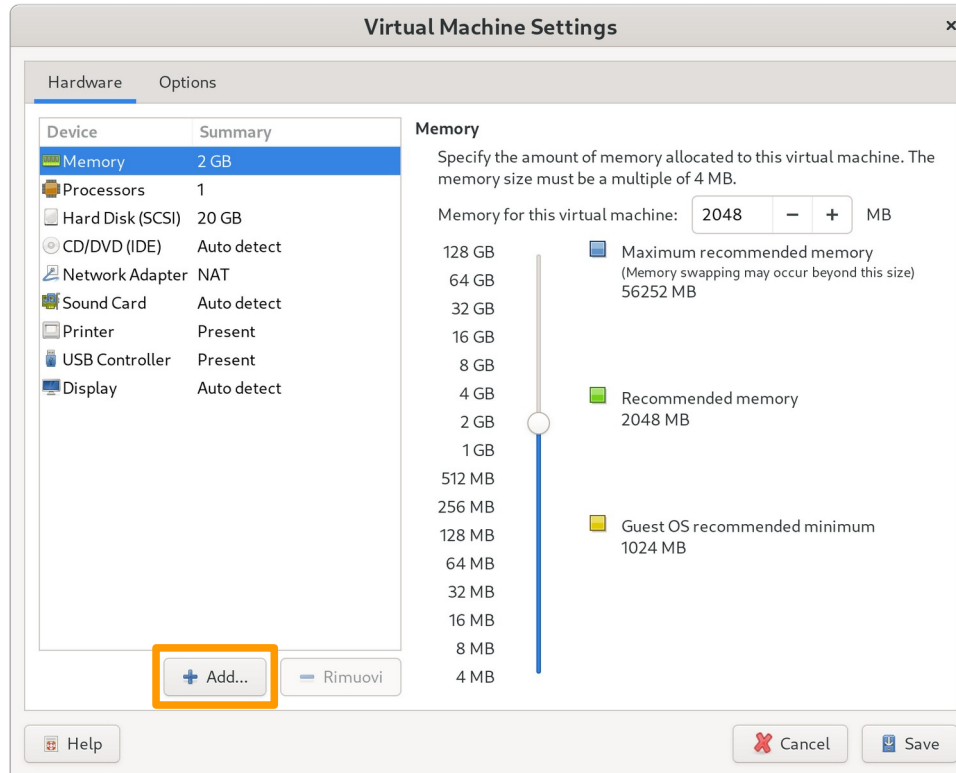 Virtual Machine Settings ×
Hardware Options
Device Summary
Memory 2 GB
Processors 1
Hard Disk (SCSI) 20 GB
CD/DVD (IDE) Auto detect
Network Adapter NAT
Sound Card Auto detect
Printer Present
USB Controller Present
Display Auto detect
+ Add...
− Rimuovi
Memory
Specify the amount of memory allocated to this virtual machine. The
memory size must be a multiple of 4 MB.
Memory for this virtual machine: 2048 − + MB
128 GB
64 GB
32 GB
16 GB
8 GB
4 GB
2 GB
1 GB
512 MB
256 MB
128 MB
64 MB
32 MB
16 MB
8 MB
4 MB
Maximum recommended memory
(Memory swapping may occur beyond this size)
56252 MB
Recommended memory
2048 MB
Guest OS recommended minimum
1024 MB
Help
Cancel
Save